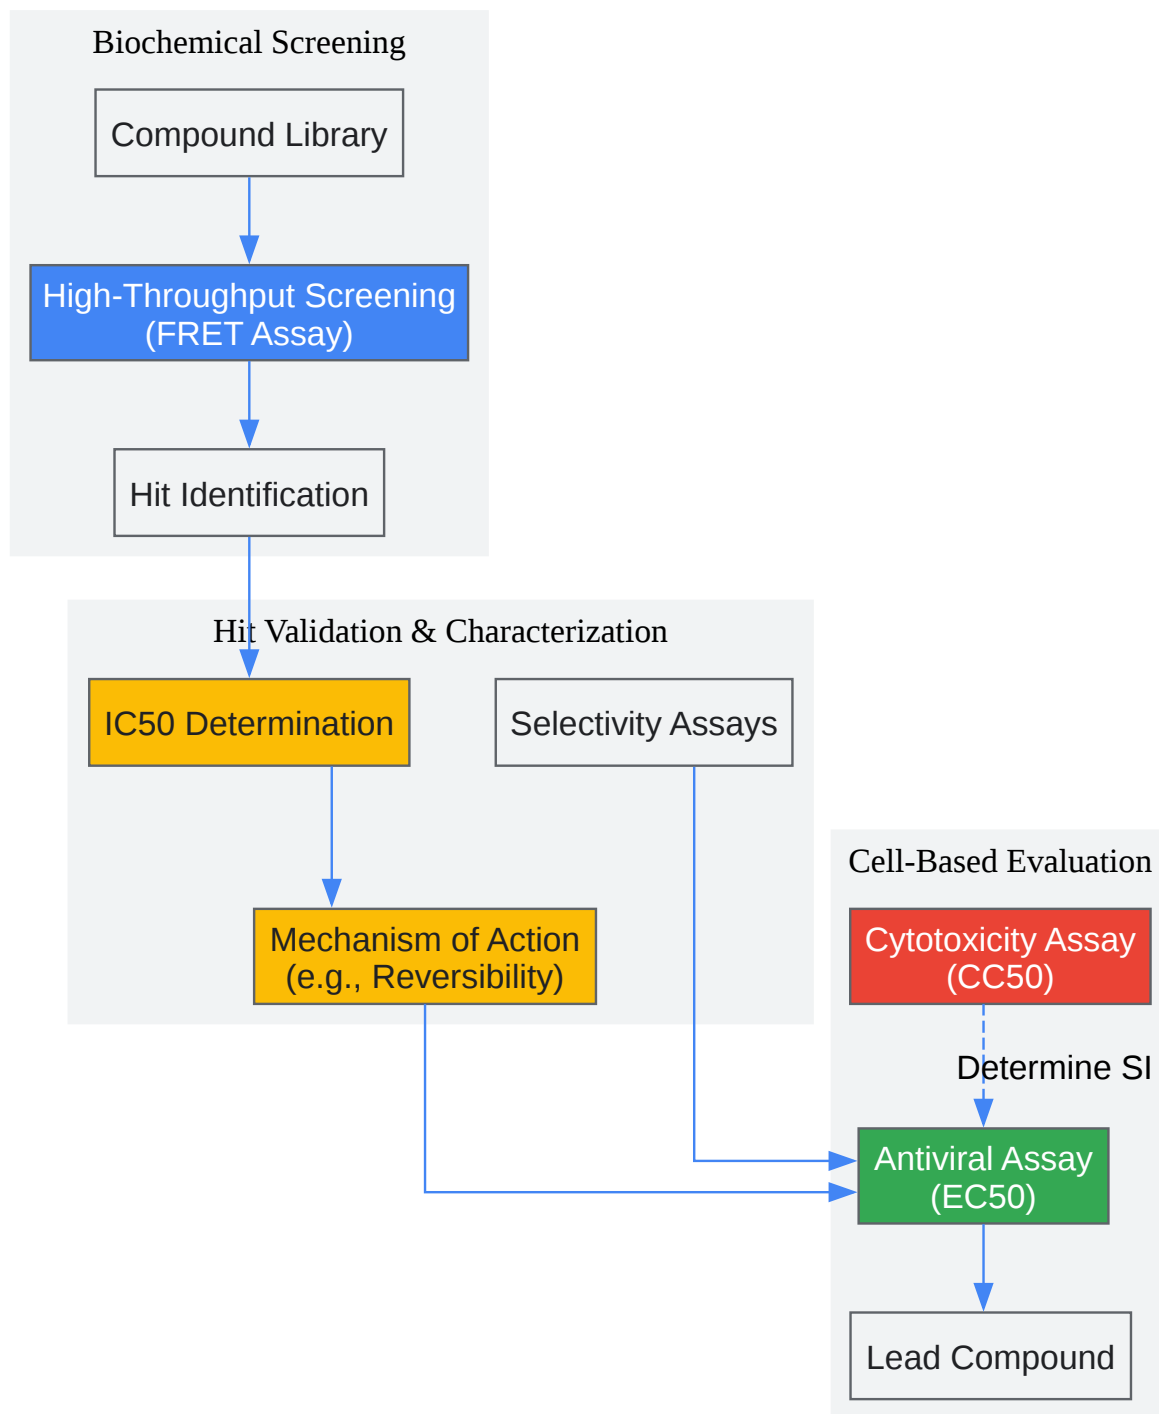 Biochemical Screening
Compound Library
High-Throughput Screening
(FRET Assay)
Hit Identification
Hit Validation & Characterization
IC50 Determination
Selectivity Assays
Mechanism of Action
(e.g., Reversibility)
Cell-Based Evaluation
Cytotoxicity Assay
(CC50)
Determine SI
Antiviral Assay
(EC50)
Lead Compound